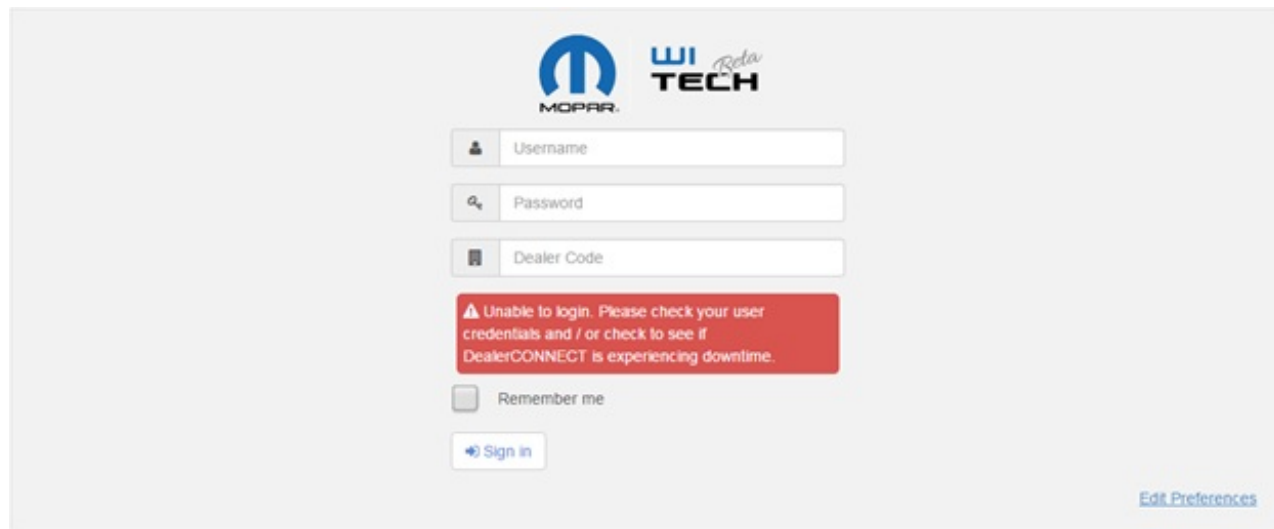 WI Beta
TECH
MOPAR.
Username
Password
Dealer Code
Unable to login. Please check your user
credentials and / or check to see if
DealerCONNECT is experiencing downtime.
Remember me
Sign in
Edit Preferences